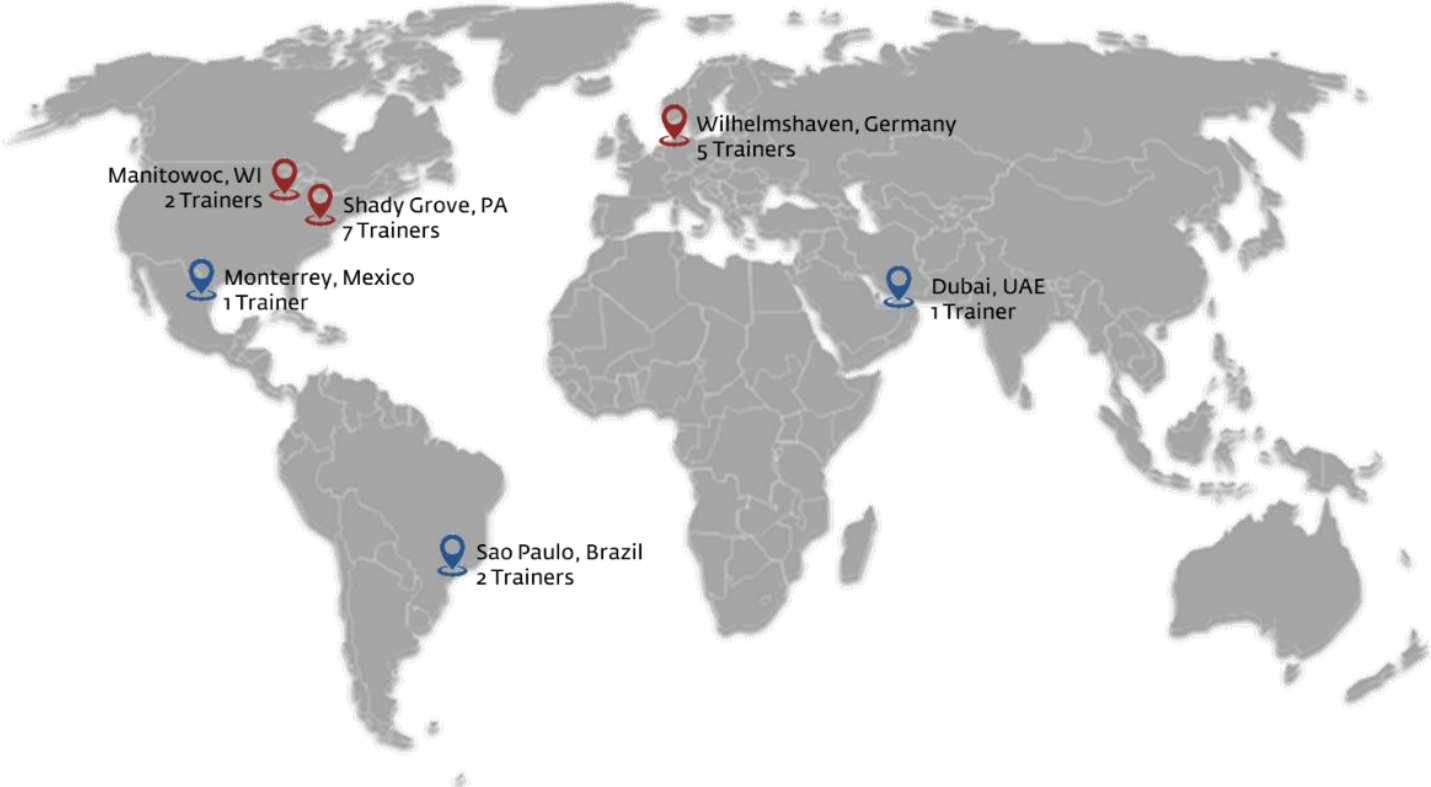 Wilhelmshaven, Germany
5 Trainers
Manitowoc, WI
2 Trainers
Shady Grove, PA
7 Trainers
Monterrey, Mexico
1 Trainer
Dubai, UAE
1 Trainer
Sao Paulo, Brazil
2 Trainers